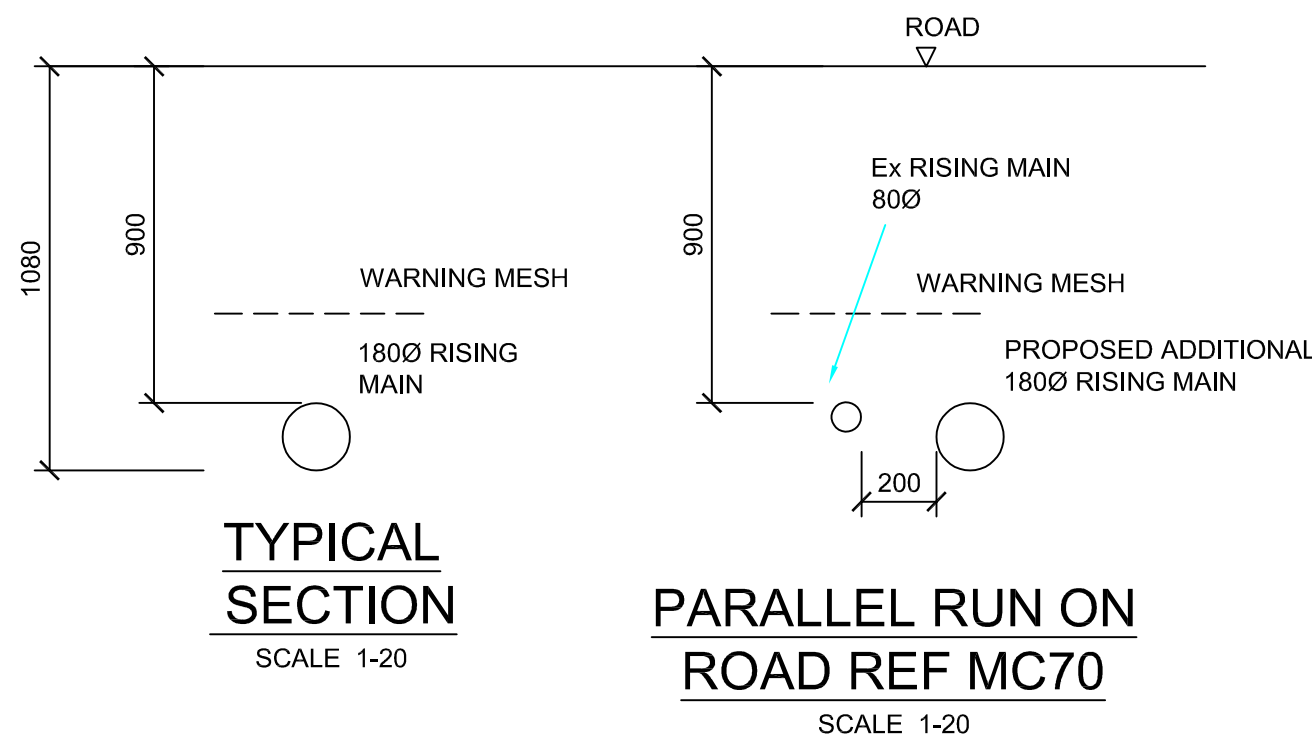 ROAD
Ex RISING MAIN
80Ø
900
900
1080
WARNING MESH
WARNING MESH
180Ø RISING
MAIN
PROPOSED ADDITIONAL
180Ø RISING MAIN
200
TYPICAL
SECTION
SCALE 1-20
PARALLEL RUN ON
ROAD REF MC70
SCALE 1-20